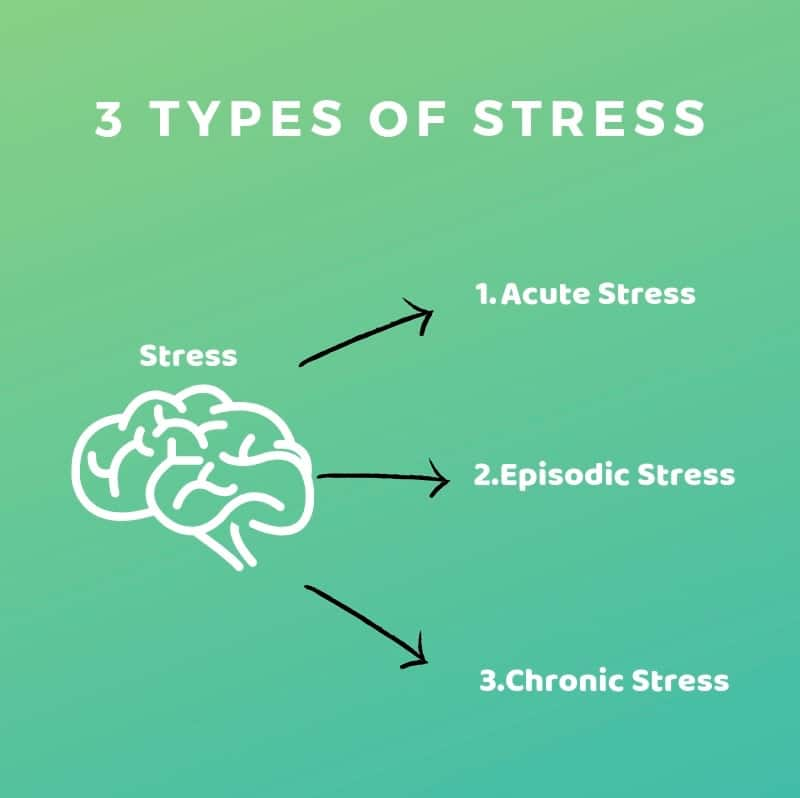 3 TYPES OF STRESS
Stress
1. Acute Stress
2.Episodic Stress
3.Chronic Stress